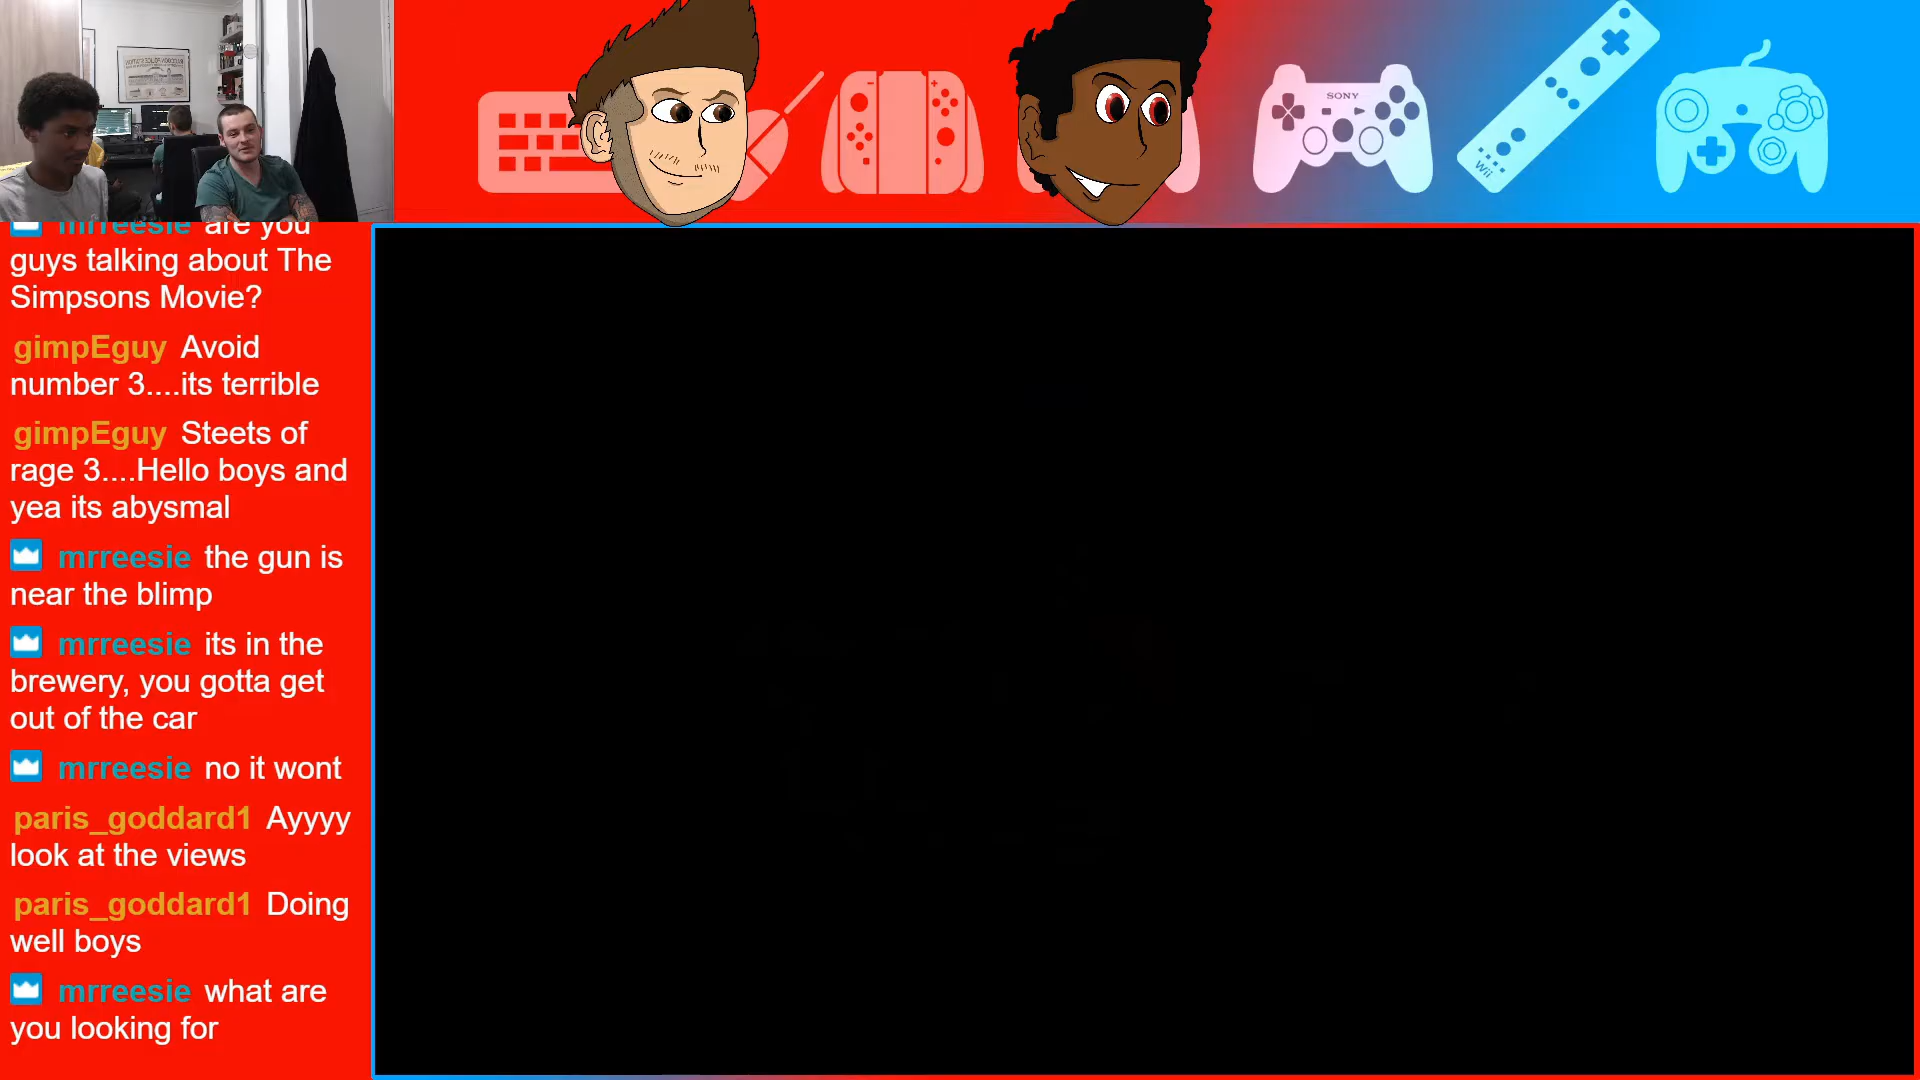 SONY
Wii
mrreesie are you
guys talking about The
Simpsons Movie?
gimpEguy Avoid
number 3....its terrible
gimpEguy Steets of
rage 3....Hello boys and
yea its abysmal
mrreesie the gun is
near the blimp
mrreesie its in the
brewery, you gotta get
out of the car
mrreesie no it wont
paris_goddard1 Ayyyy
look at the views
paris_goddard1 Doing
well boys
mrreesie what are
you looking for